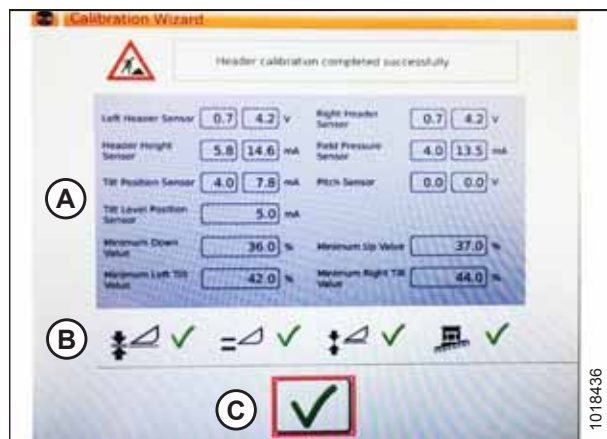 Calibration Wizard
Header calibration completed successfully
Left Header Sensor 0.7 4.2 v Right Header Sensor 0.7 4.2 v
Header Height Sensor 5.8 14.6 mA Field Pressure Sensor 4.0 13.5 mA
A
Tilt Position Sensor 4.0 7.8 mA Pitch Sensor 0.0 0.0 v
Tilt Level Position Sensor 5.0 mA
Minimum Down Value 36.0 % Minimum Up Value 37.0 %
Minimum Left Tilt Value 42.0 % Minimum Right Tilt Value 44.0 %
B
C
1018436